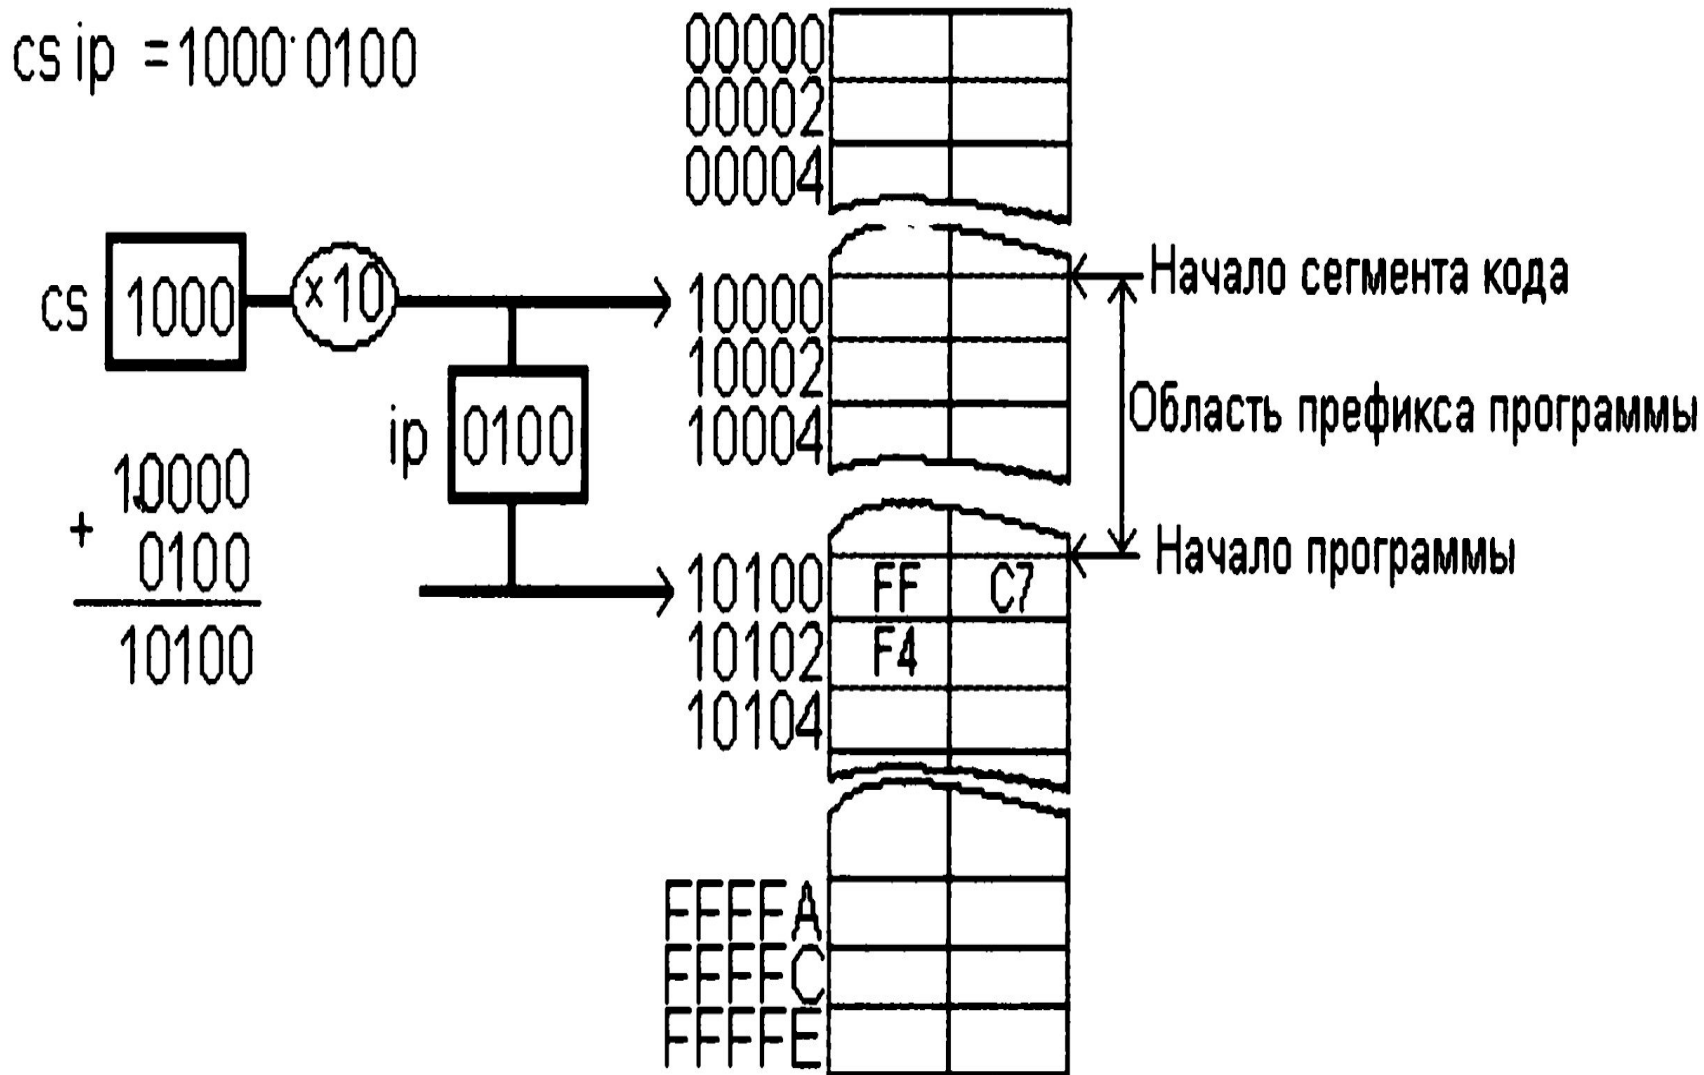 cs ip =1000:0100
00000
00002
00004
cs 1000 ×10
10000
10002
10004
Начало сегмента кода
Область префикса программы
ip 0100
10000
+ 0100
10100
Начало программы
10100 FF C7
10102 F4
10104
FFFFA
FFFFC
FFFFE